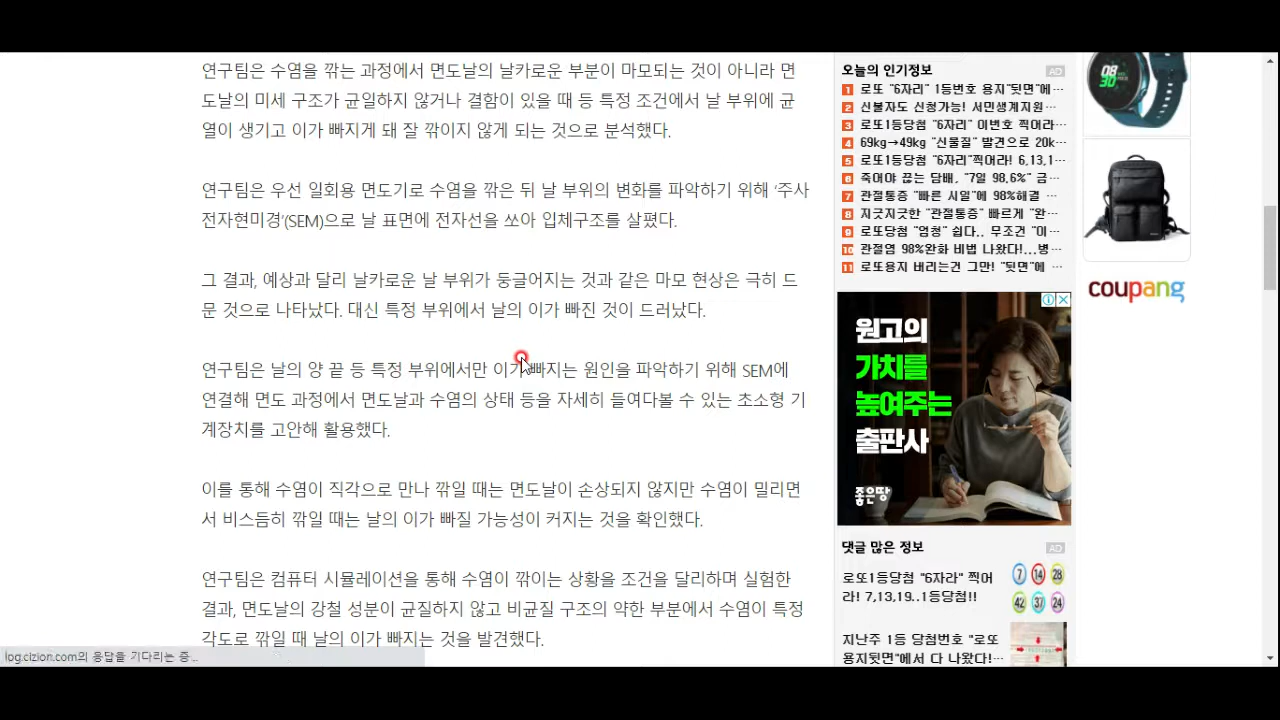 연구팀은 수염을 깎는 과정에서 면도날의 날카로운 부분이 마모되는 것이 아니라 면
도날의 미세 구조가 균일하지 않거나 결함이 있을 때 등 특정 조건에서 날 부위에 균
열이 생기고 이가 빠지게 돼 잘 깎이지 않게 되는 것으로 분석했다.
연구팀은 우선 일회용 면도기로 수염을 깎은 뒤 날 부위의 변화를 파악하기 위해 ‘주사
전자현미경’(SEM)으로 날 표면에 전자선을 쏘아 입체구조를 살폈다.
그 결과, 예상과 달리 날카로운 날 부위가 둥글어지는 것과 같은 마모 현상은 극히 드
문 것으로 나타났다. 대신 특정 부위에서 날의 이가 빠진 것이 드러났다.
연구팀은 날의 양 끝 등 특정 부위에서만 이가 빠지는 원인을 파악하기 위해 SEM에
연결해 면도 과정에서 면도날과 수염의 상태 등을 자세히 들여다볼 수 있는 초소형 기
계장치를 고안해 활용했다.
이를 통해 수염이 직각으로 만나 깎일 때는 면도날이 손상되지 않지만 수염이 밀리면
서 비스듬히 깎일 때는 날의 이가 빠질 가능성이 커지는 것을 확인했다.
연구팀은 컴퓨터 시뮬레이션을 통해 수염이 깎이는 상황을 조건을 달리하며 실험한
결과, 면도날의 강철 성분이 균질하지 않고 비균질 구조의 약한 부분에서 수염이 특정
각도로 깎일 때 날의 이가 빠지는 것을 발견했다.
log.cizion.com의 응답을 기다리는 중...
오늘의 인기정보 AD
1 로또 "6자리" 1등번호 용지"뒷면"에…
2 신불자도 신청가능! 서민생계지원…
3 로또1등당첨 "6자리" 이번호 찍어라…
4 69kg→49kg "신물질" 발견으로 20k…
5 로또1등당첨 "6자리"찍어라! 6,13,1…
6 죽어야 끊는 담배, "7일 98,6%" 금…
7 관절통증 "빠른 시일"에 98%해결 …
8 지긋지긋한 "관절통증" 빠르게 "완…
9 로또당첨 "엄청" 쉽다.. 무조건 "이…
10 관절염 98%완화 비법 나왔다!...병…
11 로또용지 버리는건 그만! "뒷면"에 …
원고의
가치를
높여주는
출판사
좋은땅
댓글 많은 정보 AD
로또1등당첨 "6자라" 찍어
라! 7,13,19..1등당첨!!
7 14 28
42 37 24
지난주 1등 당첨번호 "로또
용지뒷면"에서 다 나왔다!…
08
30
coupang